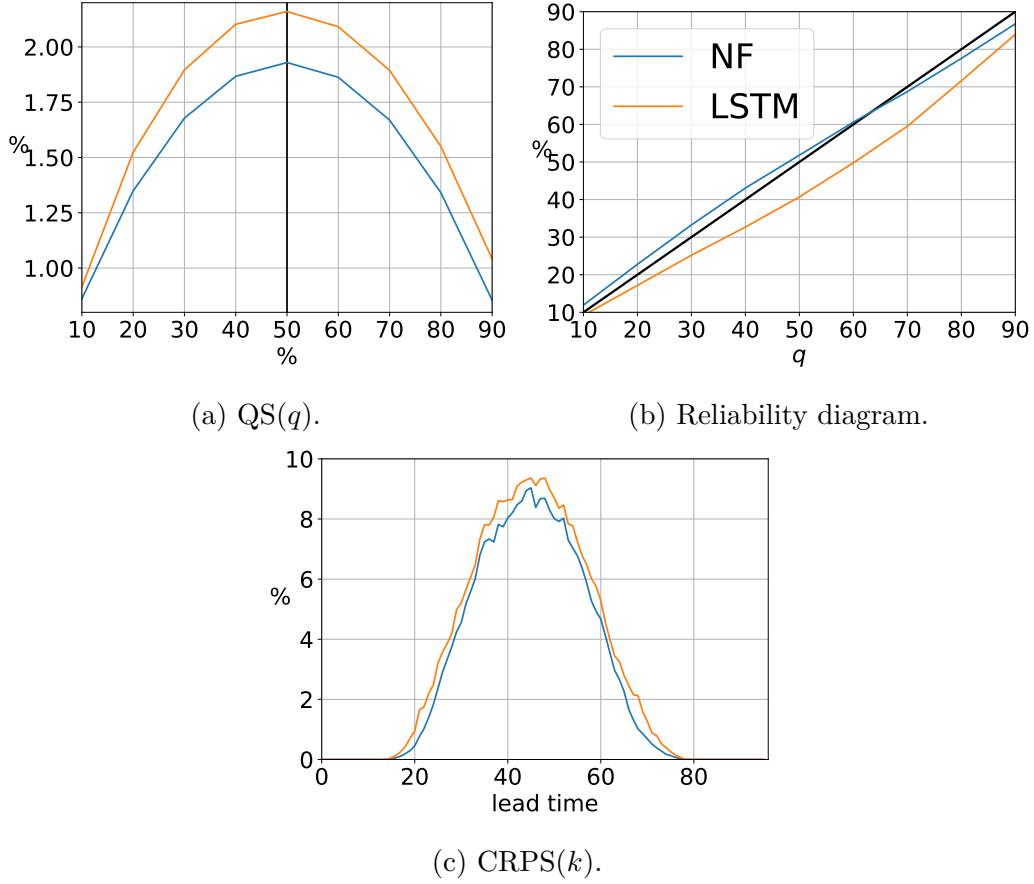 2.00
1.75
%
1.50
1.25
1.00
10 20 30 40 50 60 70 80 90
%
(a) QS(q).
90
80
70
60
%
50
40
30
20
10
NF
LSTM
10 20 30 40 50 60 70 80 90
q
(b) Reliability diagram.
10
8
6
%
4
2
0
0 20 40 60 80
lead time
(c) CRPS(k).